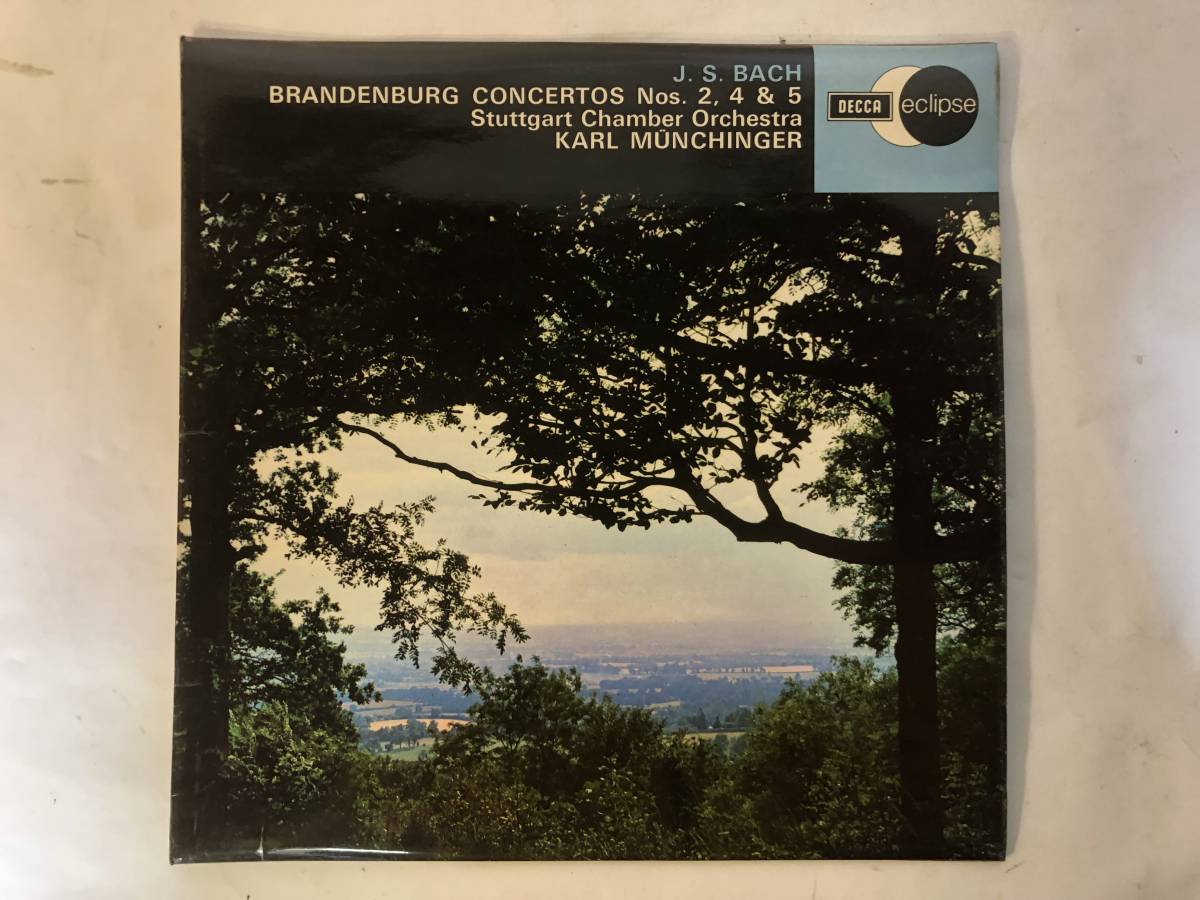 J. S. BACH
BRANDENBURG CONCERTOS Nos. 2, 4 & 5
Stuttgart Chamber Orchestra
KARL MÜNCHINGER
DECCA eclipse